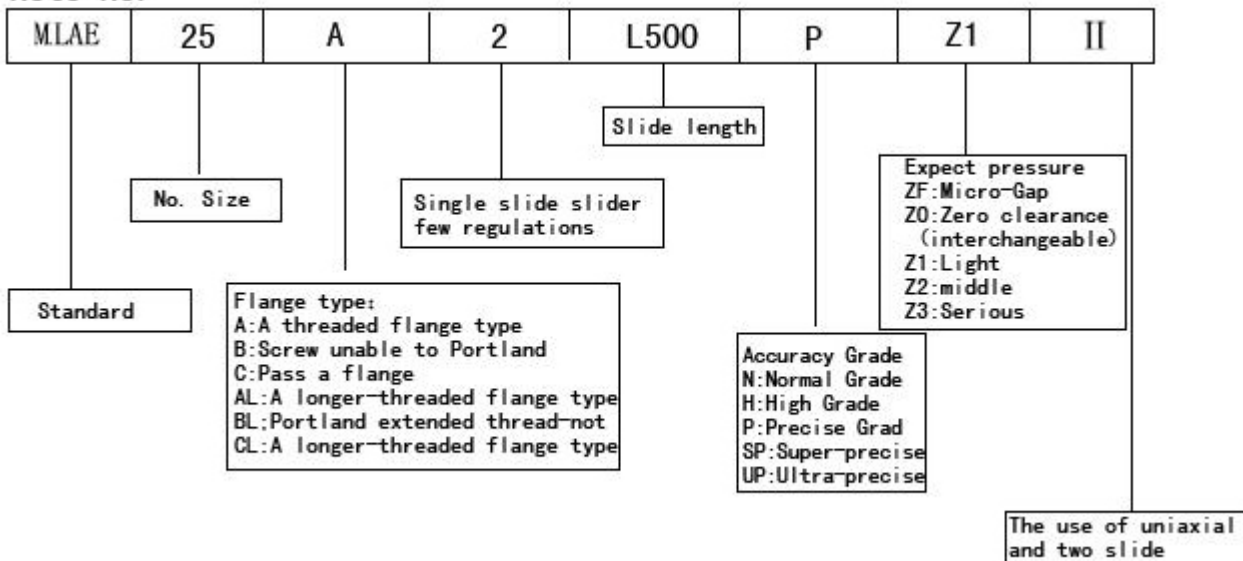 MLAE 25 A 2 L500 P Z1 II
Slide length
Expect pressure
ZF:Micro-Gap
Z0:Zero clearance
(interchangeable)
Z1:Light
Z2:middle
Z3:Serious
No. Size
Single slide slider
few regulations
Standard
Flange type:
A:A threaded flange type
B:Screw unable to Portland
C:Pass a flange
AL:A longer-threaded flange type
BL;Portland extended thread-not
CL:A longer-threaded flange type
Accuracy Grade
N:Normal Grade
H:High Grade
P:Precise Grad
SP:Super-precise
UP:Ultra-precise
The use of uniaxial
and two slide